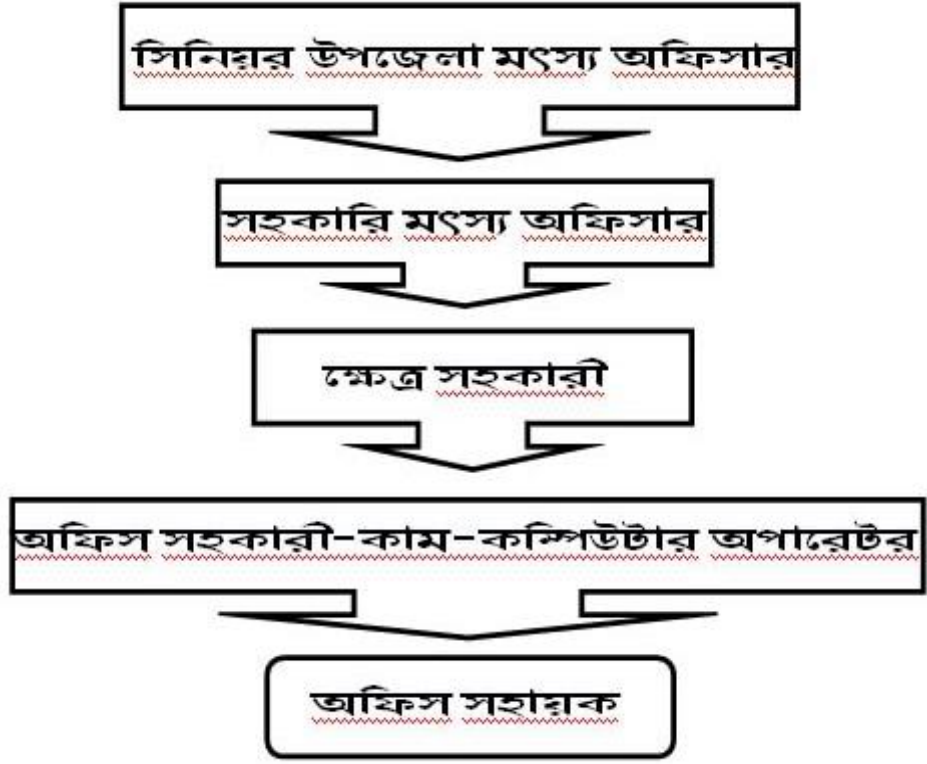 সিনিয়র উপজেলা মৎস্য অফিসার
সহকারি মৎস্য অফিসার
ক্ষেত্র সহকারী
অফিস সহকারী-কাম-কম্পিউটার অপারেটর
অফিস সহায়ক